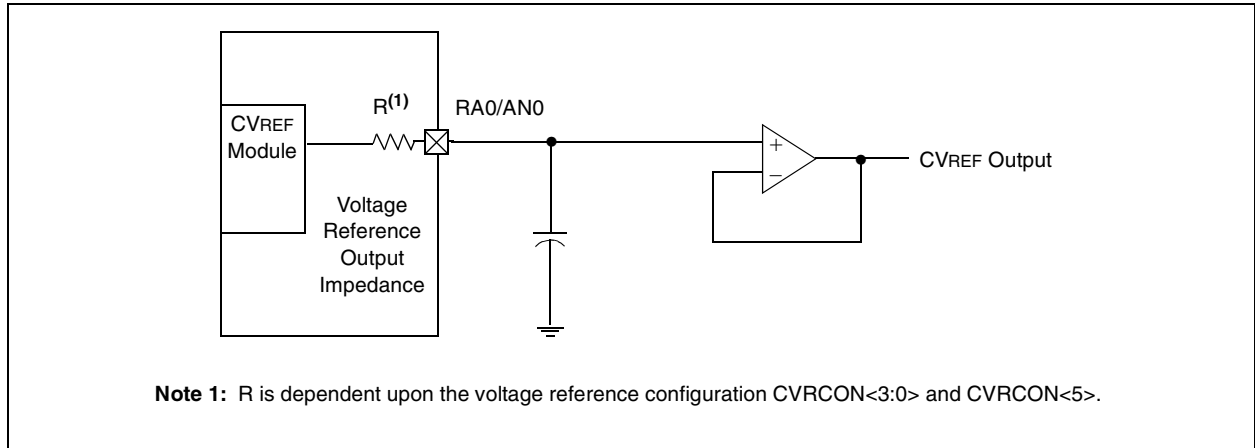 R(1)
RA0/AN0
CVREF
Module
Voltage
Reference
Output
Impedance
+
–
CVREF Output
Note 1: R is dependent upon the voltage reference configuration CVRCON<3:0> and CVRCON<5>.